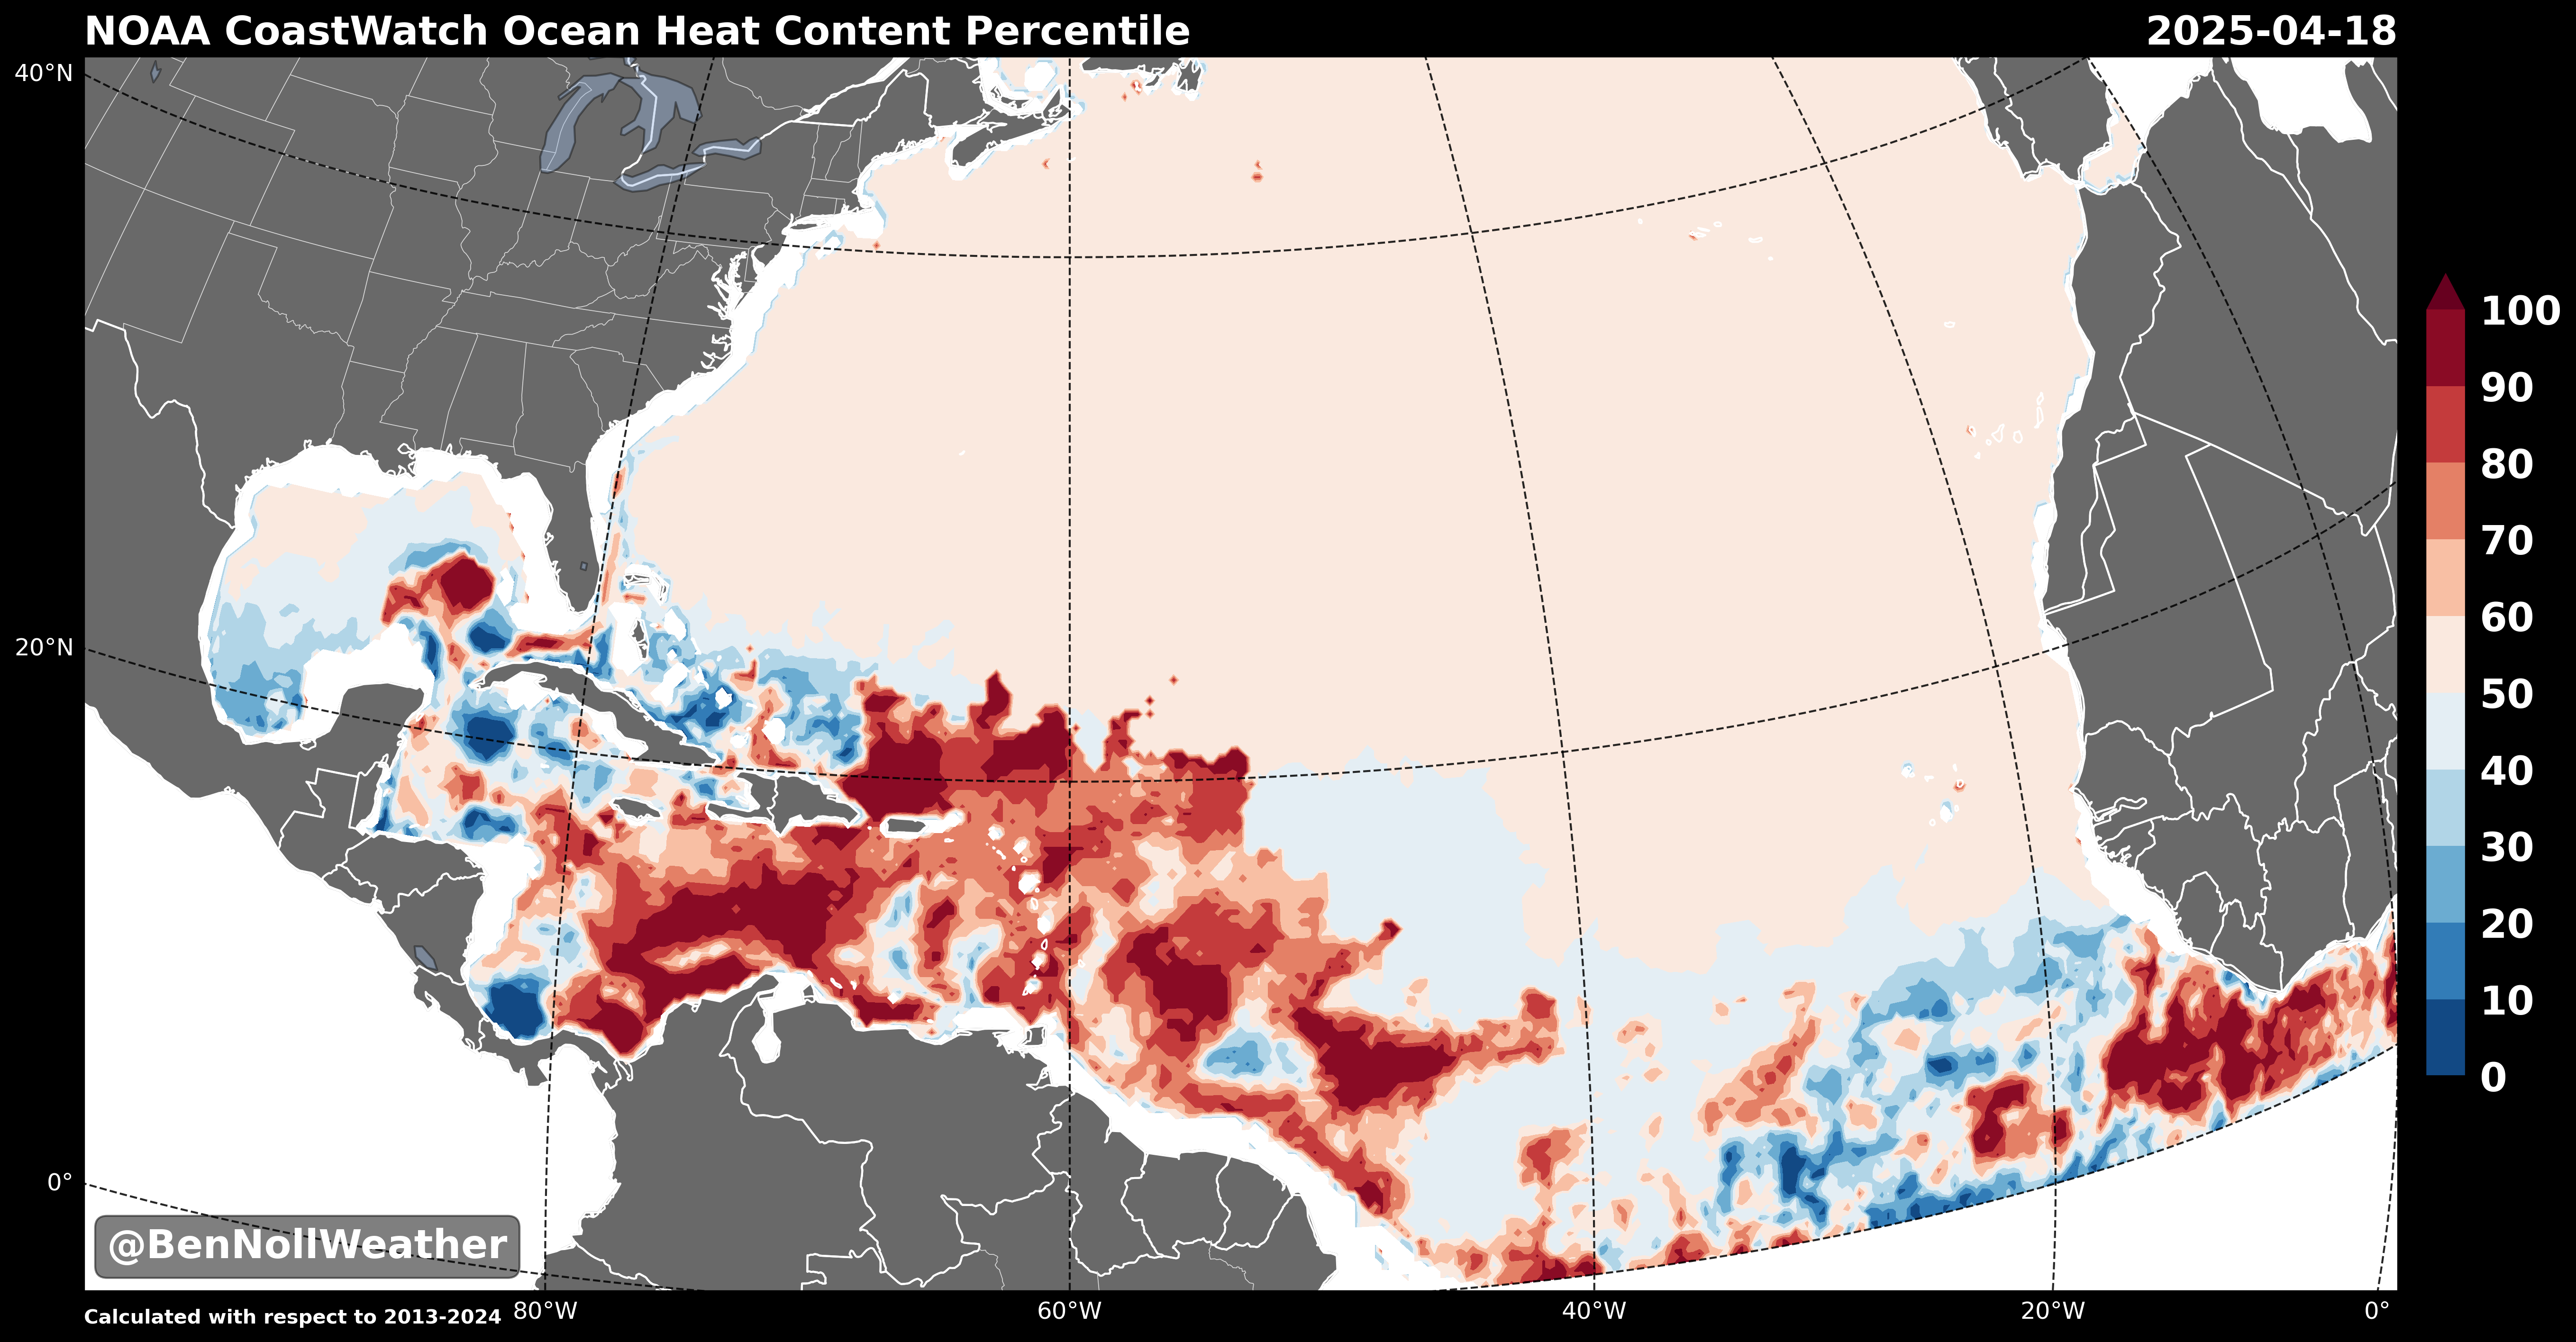 NOAA CoastWatch Ocean Heat Content Percentile
2025-04-18
40°N
20°N
0°
100
90
80
70
60
50
40
30
20
10
0
@BenNollWeather
Calculated with respect to 2013-2024
80°W
60°W
40°W
20°W
0°